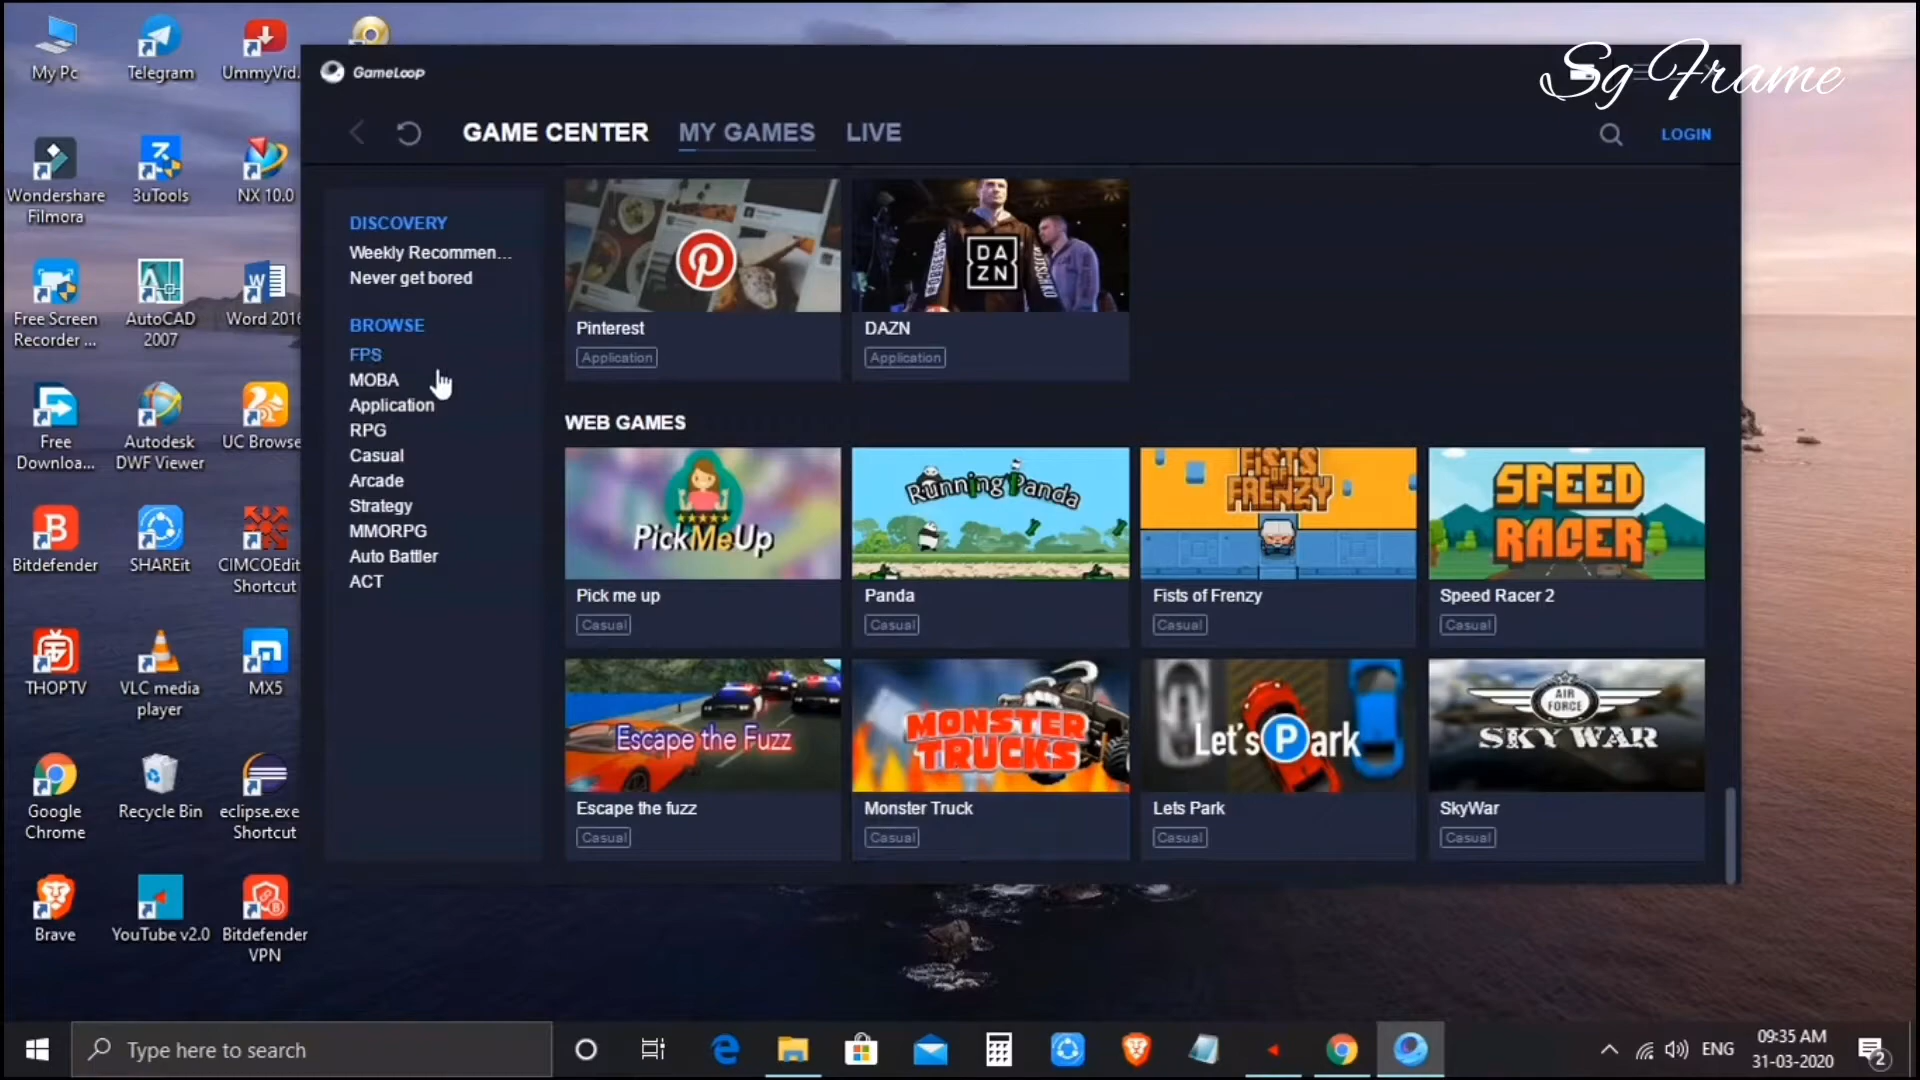 My Pc
Telegram
UmmyVid.
Wondershare
Filmora
3uTools
NX 10.0
Free Screen
Recorder ...
AutoCAD
2007
Word 2016
Free
Downloa...
Autodesk
DWF Viewer
UC Browse
Bitdefender
SHAREit
CIMCOEdit
Shortcut
THOPTV
VLC media
player
MX5
Google
Chrome
Recycle Bin
eclipse.exe
Shortcut
Brave
YouTube v2.0
Bitdefender
VPN
GameLoop
Sg Frame
GAME CENTER
MY GAMES
LIVE
LOGIN
DISCOVERY
Weekly Recommen...
Never get bored
BROWSE
FPS
MOBA
Application
RPG
Casual
Arcade
Strategy
MMORPG
Auto Battler
ACT
DA
ZN
Pinterest
DAZN
Application
Application
WEB GAMES
PickMeUp
Running Panda
FISTS
OF
FRENZY
SPEED
RACER
Pick me up
Panda
Fists of Frenzy
Speed Racer 2
Casual
Casual
Casual
Casual
Escape the Fuzz
MONSTER
TRUCKS
Let's Park
AIR
FORCE
SKY WAR
Escape the fuzz
Monster Truck
Lets Park
SkyWar
Casual
Casual
Casual
Casual
Type here to search
ENG
09:35 AM
31-03-2020
2